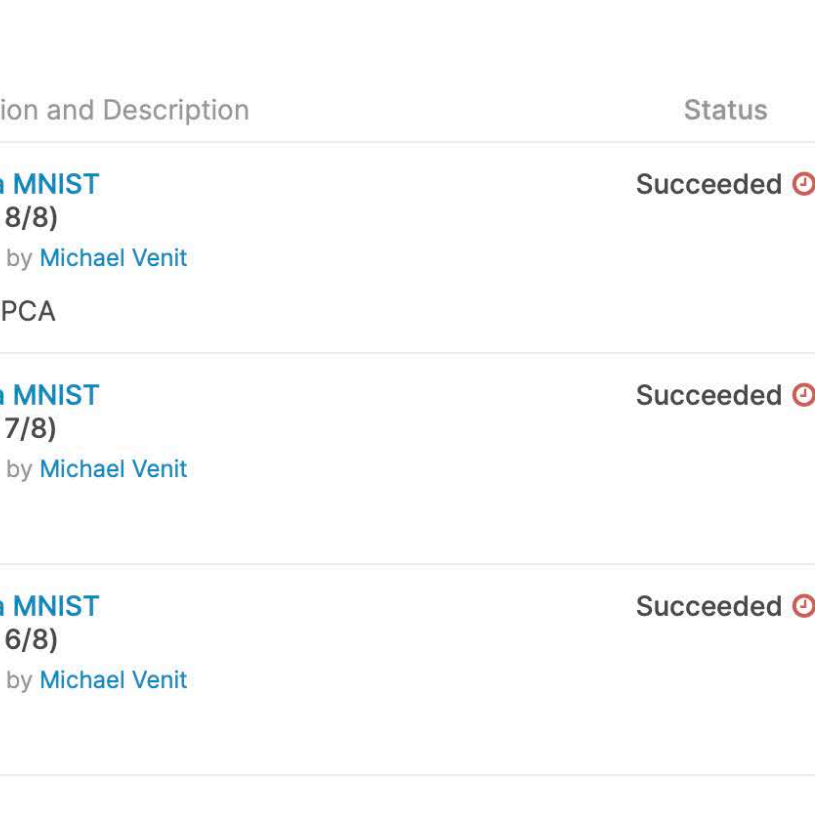 ion and Description Status
a MNIST Succeeded
8/8)
by Michael Venit
PCA
a MNIST Succeeded
7/8)
by Michael Venit
a MNIST Succeeded
6/8)
by Michael Venit